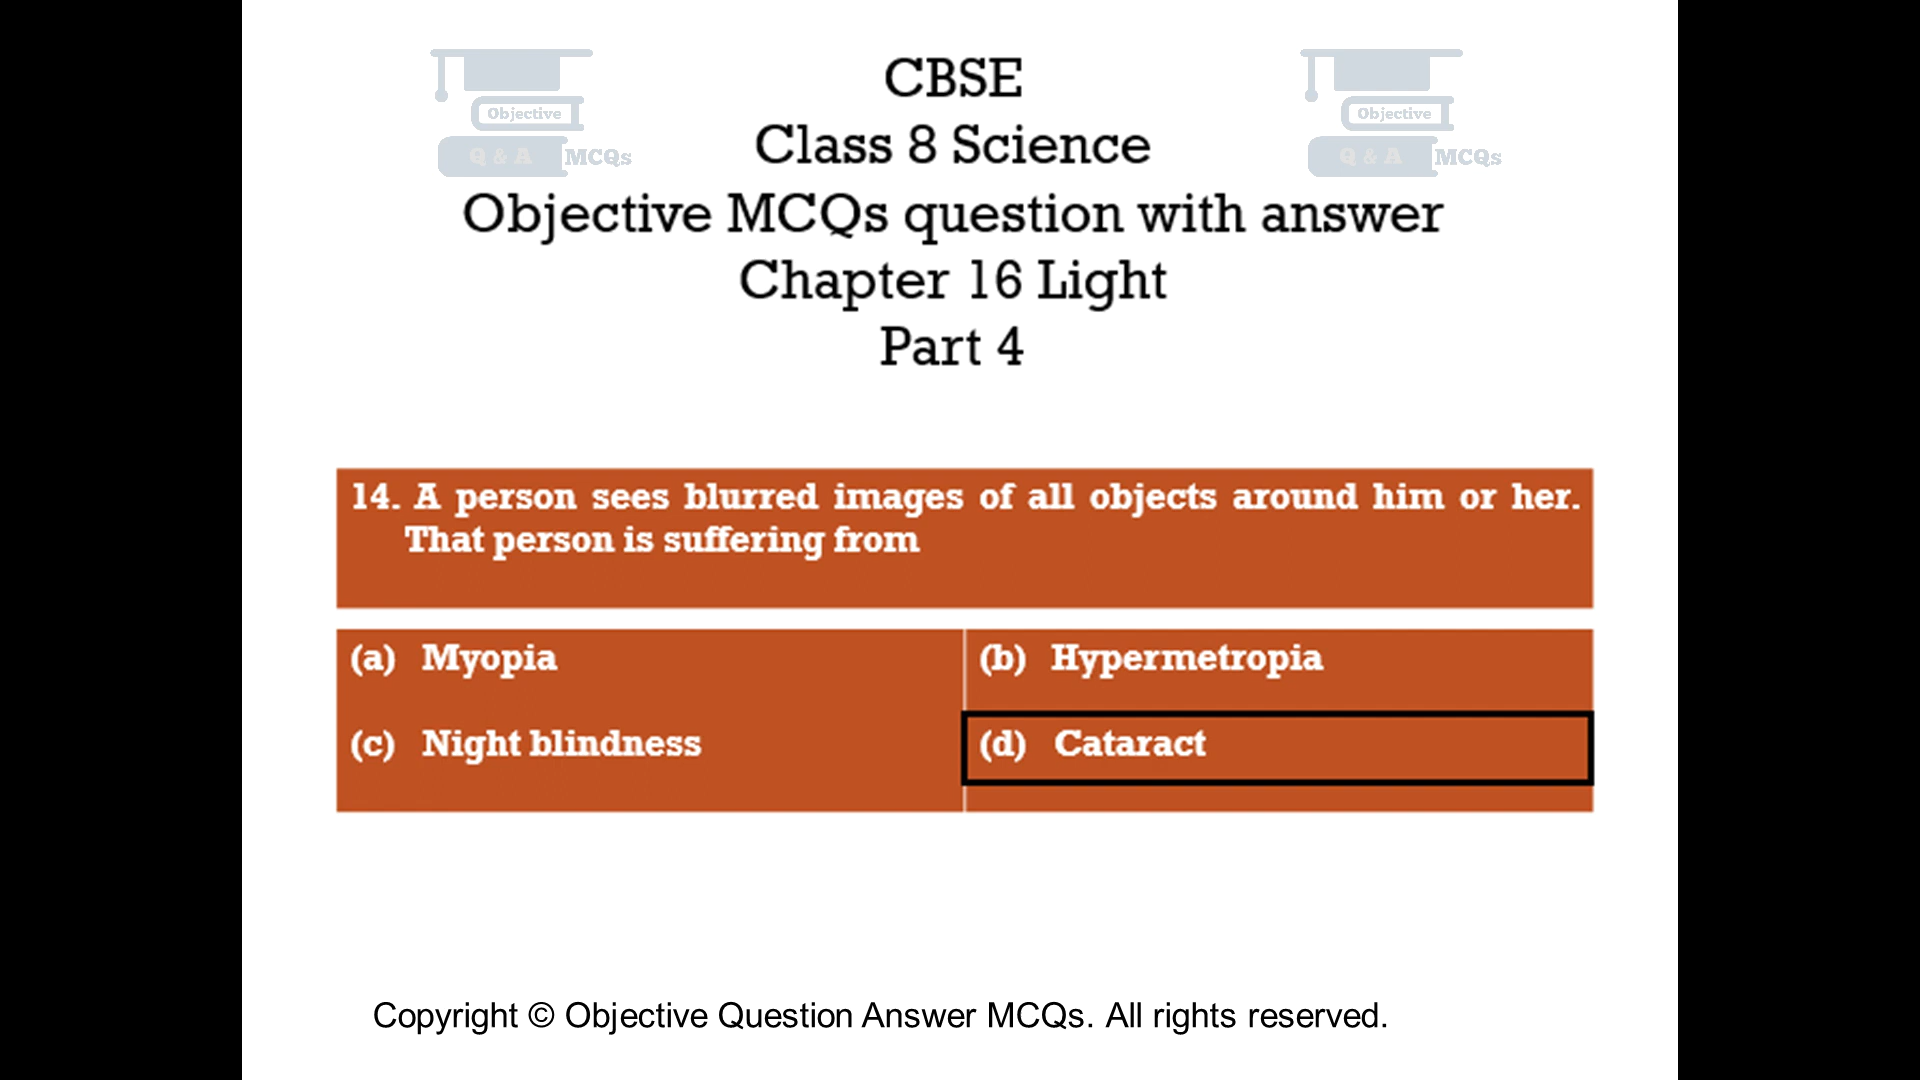 Objective
Q & A MCQs
Objective
Q & A MCQs
CBSE
Class 8 Science
Objective MCQs question with answer
Chapter 16 Light
Part 4
14. A person sees blurred images of all objects around him or her.
That person is suffering from
(a) Myopia
(b) Hypermetropia
(c) Night blindness
(d) Cataract
Copyright © Objective Question Answer MCQs. All rights reserved.